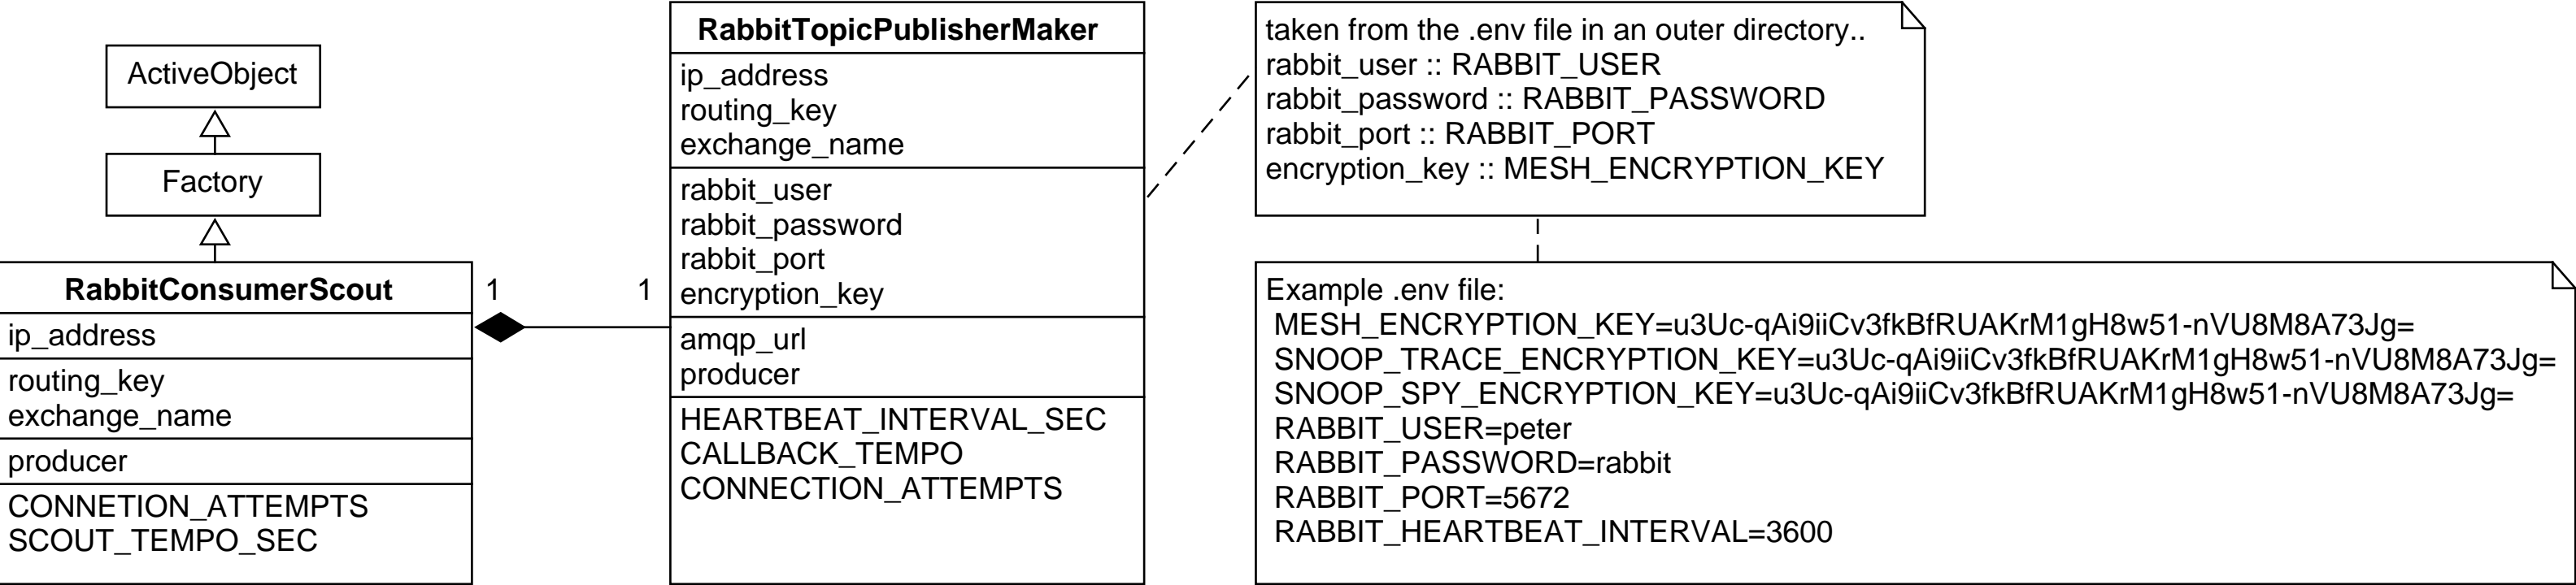 ActiveObject
Factory
RabbitConsumerScout
ip_address
routing_key
exchange_name
producer
CONNETION_ATTEMPTS
SCOUT_TEMPO_SEC
1
1
RabbitTopicPublisherMaker
ip_address
routing_key
exchange_name
rabbit_user
rabbit_password
rabbit_port
encryption_key
amqp_url
producer
HEARTBEAT_INTERVAL_SEC
CALLBACK_TEMPO
CONNECTION_ATTEMPTS
taken from the .env file in an outer directory..
rabbit_user :: RABBIT_USER
rabbit_password :: RABBIT_PASSWORD
rabbit_port :: RABBIT_PORT
encryption_key :: MESH_ENCRYPTION_KEY
Example .env file:
MESH_ENCRYPTION_KEY=u3Uc-qAi9iiCv3fkBfRUAKrM1gH8w51-nVU8M8A73Jg=
SNOOP_TRACE_ENCRYPTION_KEY=u3Uc-qAi9iiCv3fkBfRUAKrM1gH8w51-nVU8M8A73Jg=
SNOOP_SPY_ENCRYPTION_KEY=u3Uc-qAi9iiCv3fkBfRUAKrM1gH8w51-nVU8M8A73Jg=
RABBIT_USER=peter
RABBIT_PASSWORD=rabbit
RABBIT_PORT=5672
RABBIT_HEARTBEAT_INTERVAL=3600